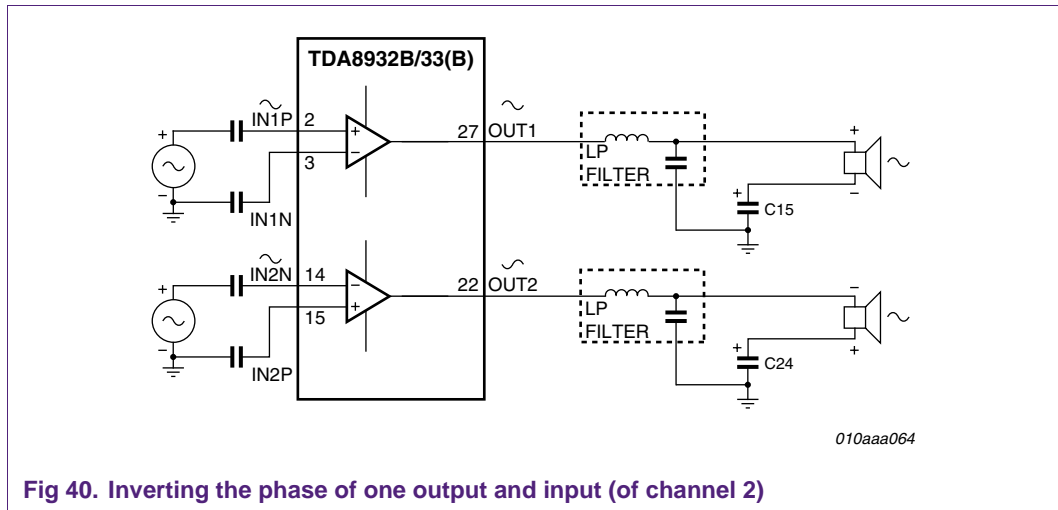 TDA8932B/33(B)
IN1P
2
+
27
OUT1
+
+
−
3
LP
FILTER
−
IN1N
+
C15
−
IN2N
14
−
22
OUT2
−
+
+
15
LP
FILTER
−
IN2P
+
C24
+
010aaa064
Fig 40. Inverting the phase of one output and input (of channel 2)